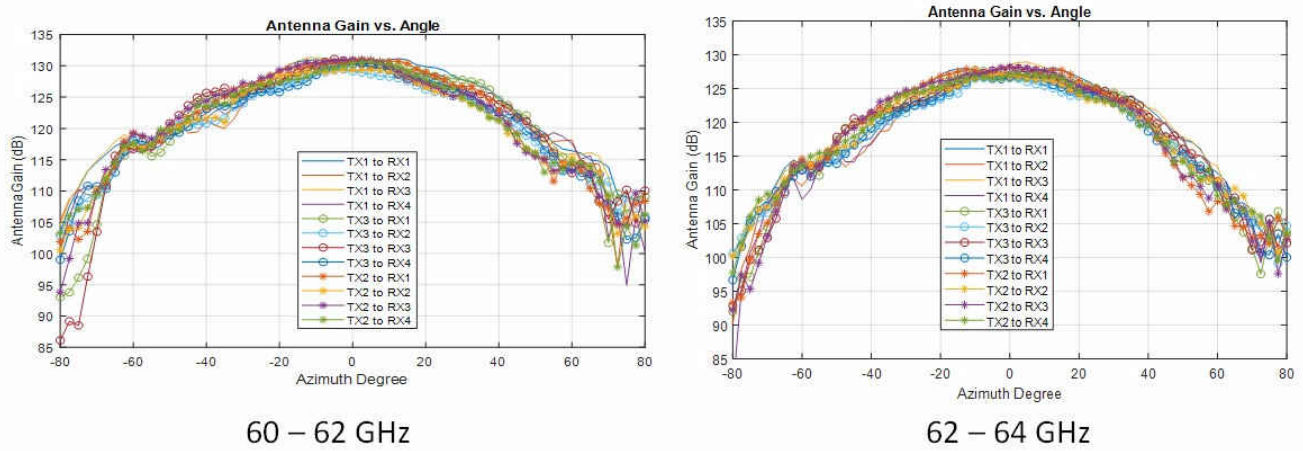 Antenna Gain vs. Angle
135
130
125
120
115
110
105
100
95
90
85
AntennaGain (dB)
-80 -60 -40 -20 0 20 40 60 80
Azimuth Degree
TX1 to RX1
TX1 to RX2
TX1 to RX3
TX1 to RX4
TX3 to RX1
TX3 to RX2
TX3 to RX3
TX3 to RX4
TX2 to RX1
TX2 to RX2
TX2 to RX3
TX2 to RX4
60 – 62 GHz
Antenna Gain vs. Angle
135
130
125
120
115
110
105
100
95
90
85
Antenna Gain (dB)
-80 -60 -40 -20 0 20 40 60 80
Azimuth Degree
TX1 to RX1
TX1 to RX2
TX1 to RX3
TX1 to RX4
TX3 to RX1
TX3 to RX2
TX3 to RX3
TX3 to RX4
TX2 to RX1
TX2 to RX2
TX2 to RX3
TX2 to RX4
62 – 64 GHz